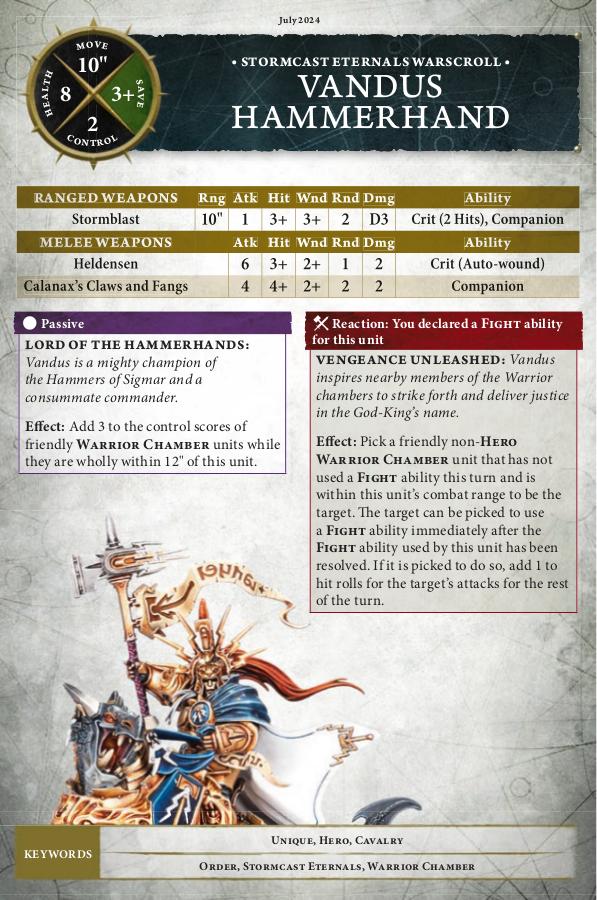 July 2024
MOVE
10"
HEALTH
8
3+
SAVE
2
CONTROL
• STORMCAST ETERNALS WARSCROLL •
VANDUS
HAMMERHAND
RANGED WEAPONS Rng Atk Hit Wnd Rnd Dmg Ability
Stormblast 10" 1 3+ 3+ 2 D3 Crit (2 Hits), Companion
MELEE WEAPONS Atk Hit Wnd Rnd Dmg Ability
Heldensen 6 3+ 2+ 1 2 Crit (Auto-wound)
Calanax's Claws and Fangs 4 4+ 2+ 2 2 Companion
Passive
LORD OF THE HAMMERHANDS:
Vandus is a mighty champion of
the Hammers of Sigmar and a
consummate commander.
Effect: Add 3 to the control scores of
friendly WARRIOR CHAMBER units while
they are wholly within 12" of this unit.
Reaction: You declared a FIGHT ability
for this unit
VENGEANCE UNLEASHED: Vandus
inspires nearby members of the Warrior
chambers to strike forth and deliver justice
in the God-King's name.
Effect: Pick a friendly non-HERO
WARRIOR CHAMBER unit that has not
used a FIGHT ability this turn and is
within this unit's combat range to be the
target. The target can be picked to use
a FIGHT ability immediately after the
FIGHT ability used by this unit has been
resolved. If it is picked to do so, add 1 to
hit rolls for the target's attacks for the rest
of the turn.
KEYWORDS
UNIQUE, HERO, CAVALRY
ORDER, STORMCAST ETERNALS, WARRIOR CHAMBER